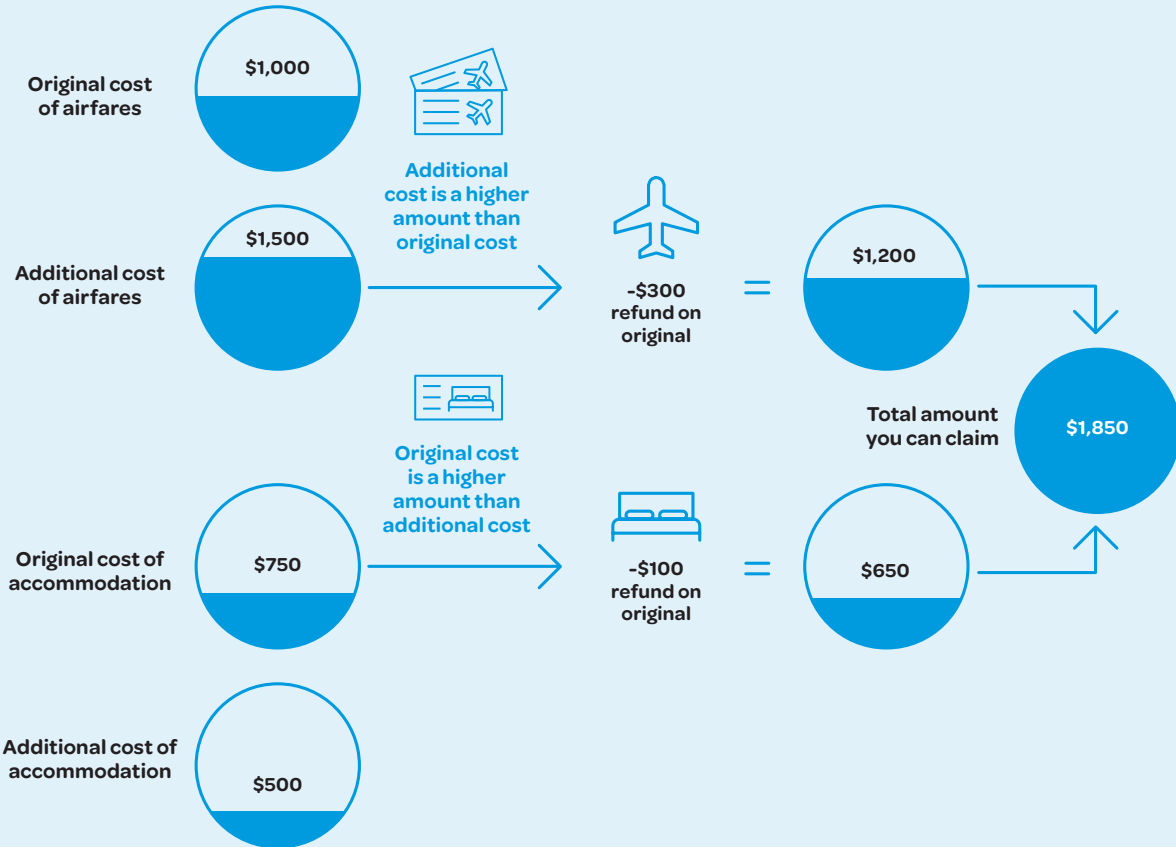 Original cost
of airfares
$1,000
Additional
cost is a higher
amount than
original cost
Additional cost
of airfares
$1,500
-$300
refund on
original
=
$1,200
Total amount
you can claim
$1,850
Original cost
is a higher
amount than
additional cost
Original cost of
accommodation
$750
-$100
refund on
original
=
$650
Additional cost of
accommodation
$500